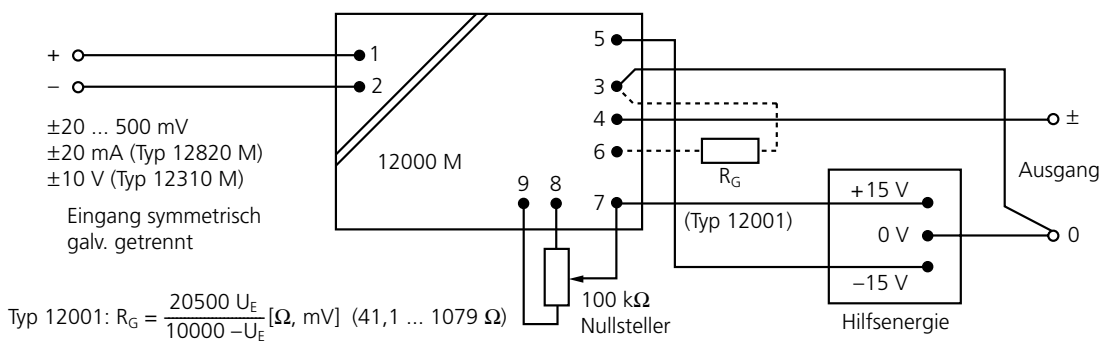 +
−
1
2
±20 ... 500 mV
±20 mA (Typ 12820 M)
±10 V (Typ 12310 M)
Eingang symmetrisch
galv. getrennt
12000 M
5
3
4
6
9 8 7
R_G
(Typ 12001)
±
Ausgang
0
+15 V
0 V
−15 V
Hilfsenergie
100 kΩ
Nullsteller
Typ 12001: R_G = 20500 U_E / 10000 −U_E [Ω, mV] (41,1 ... 1079 Ω)